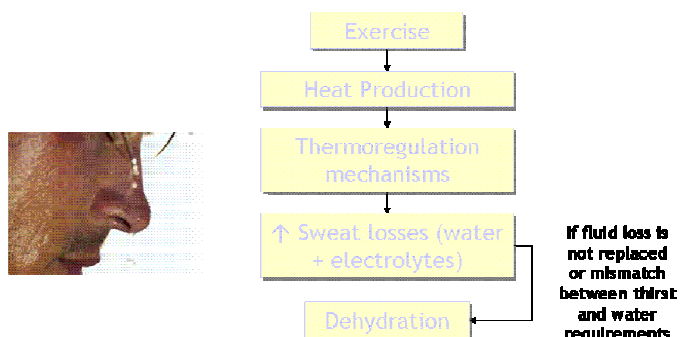 Exercise
Heat Production
Thermoregulation
mechanisms
↑ Sweat losses (water
+ electrolytes)
Dehydration
If fluid loss is
not replaced
or mismatch
between thirst
and water
requirements